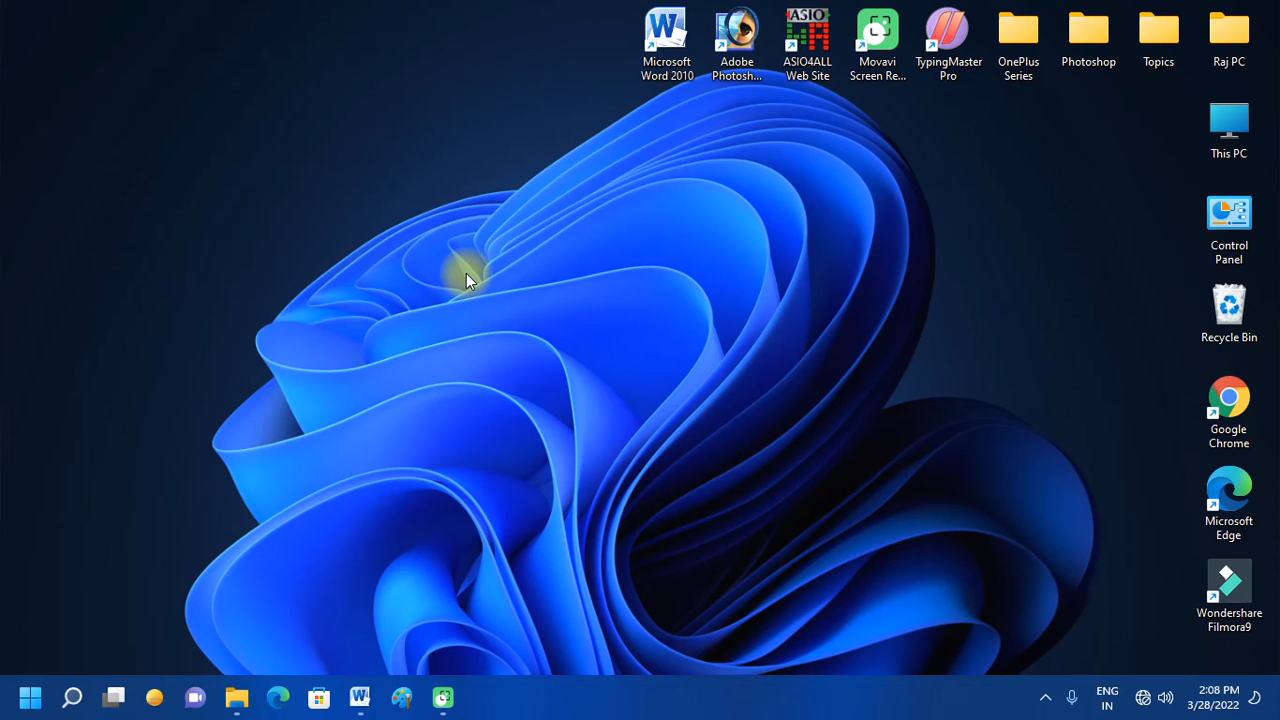 ASIO
Microsoft
Word 2010
Adobe
Photosh...
ASIO4ALL
Web Site
Movavi
Screen Re...
TypingMaster
Pro
OnePlus
Series
Photoshop
Topics
Raj PC
This PC
Control
Panel
Recycle Bin
Google
Chrome
Microsoft
Edge
Wondershare
Filmora9
ENG
IN
2:08 PM
3/28/2022